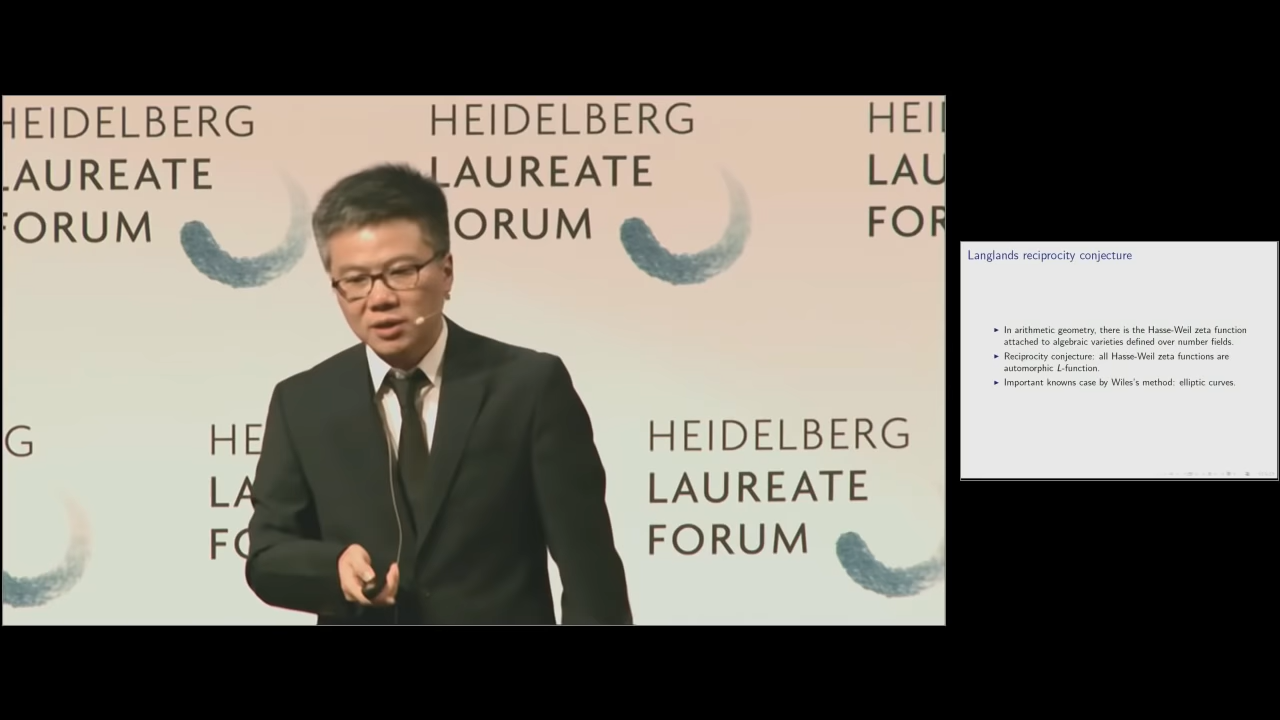 HEIDELBERG
LAUREATE
FORUM
HEIDELBERG
LAUREATE
FORUM
HEI
LAU
FOR
G
HE
LA
FO
HEIDELBERG
LAUREATE
FORUM
Langlands reciprocity conjecture
► In arithmetic geometry, there is the Hasse-Weil zeta function
attached to algebraic varieties defined over number fields.
► Reciprocity conjecture: all Hasse-Weil zeta functions are
automorphic L-function.
► Important knowns case by Wiles's method: elliptic curves.